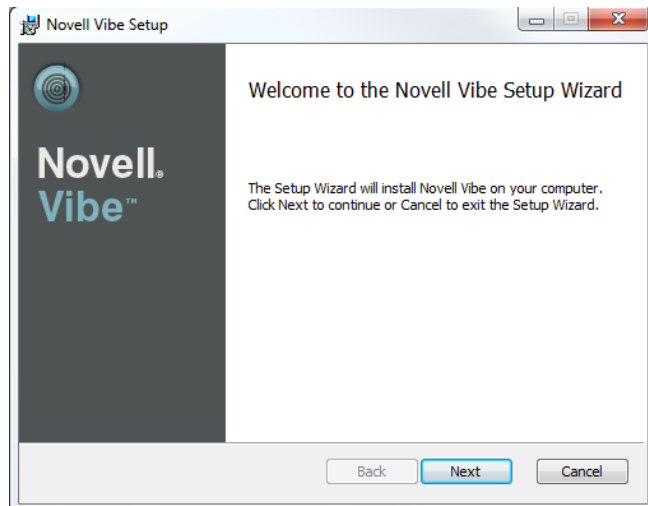 Novell Vibe Setup
Welcome to the Novell Vibe Setup Wizard
Novell®
Vibe™
The Setup Wizard will install Novell Vibe on your computer.
Click Next to continue or Cancel to exit the Setup Wizard.
Back
Next
Cancel